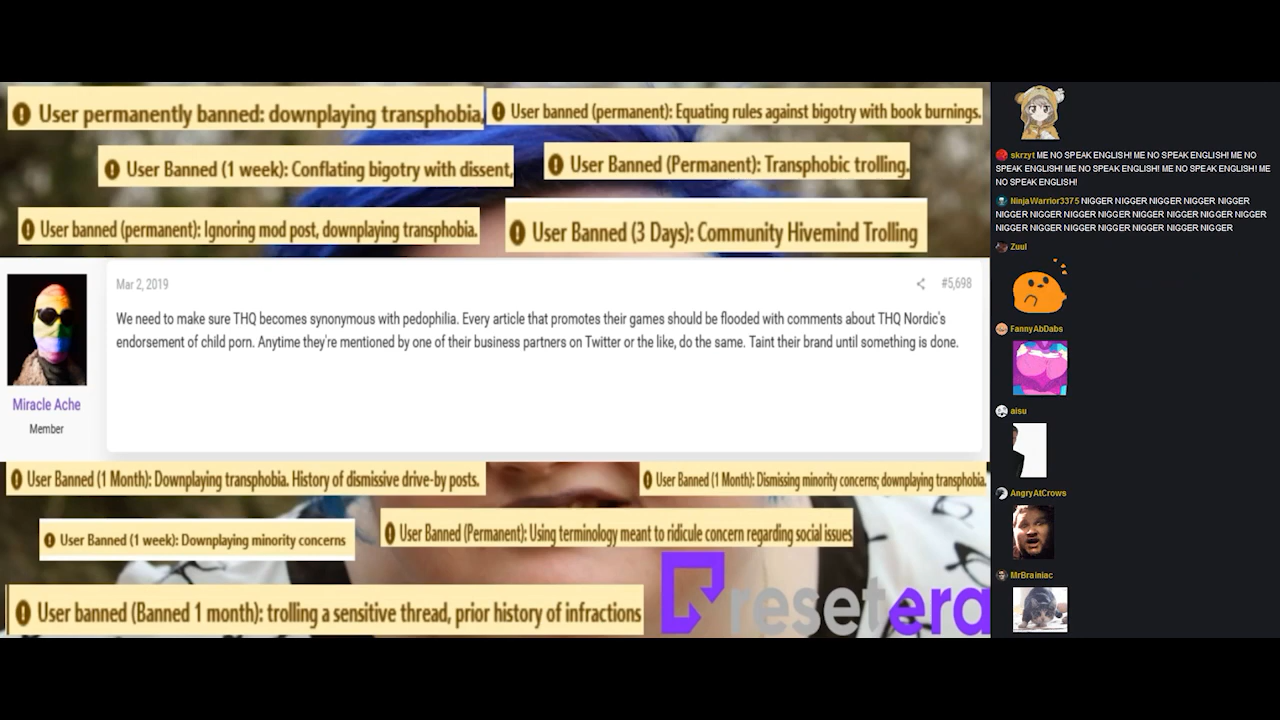 User permanently banned: downplaying transphobia,
User banned (permanent): Equating rules against bigotry with book burnings.
User Banned (1 week): Conflating bigotry with dissent,
User Banned (Permanent): Transphobic trolling.
User banned (permanent): Ignoring mod post, downplaying transphobia.
User Banned (3 Days): Community Hivemind Trolling
Mar 2, 2019
#5,698
We need to make sure THQ becomes synonymous with pedophilia. Every article that promotes their games should be flooded with comments about THQ Nordic's
endorsement of child porn. Anytime they're mentioned by one of their business partners on Twitter or the like, do the same. Taint their brand until something is done.
Miracle Ache
Member
User Banned (1 Month): Downplaying transphobia. History of dismissive drive-by posts.
User Banned (1 Month): Dismissing minority concerns; downplaying transphobia.
User Banned (1 week): Downplaying minority concerns
User Banned (Permanent): Using terminology meant to ridicule concern regarding social issues
User banned (Banned 1 month): trolling a sensitive thread, prior history of infractions
resetera
skrzyt ME NO SPEAK ENGLISH! ME NO SPEAK ENGLISH! ME NO
SPEAK ENGLISH! ME NO SPEAK ENGLISH! ME NO SPEAK ENGLISH! ME
NO SPEAK ENGLISH!
NinjaWarrior3375 NIGGER NIGGER NIGGER NIGGER NIGGER
NIGGER NIGGER NIGGER NIGGER NIGGER NIGGER NIGGER NIGGER
NIGGER NIGGER NIGGER NIGGER NIGGER NIGGER NIGGER
Zuul
FannyAbDabs
aisu
AngryAtCrows
MrBrainiac